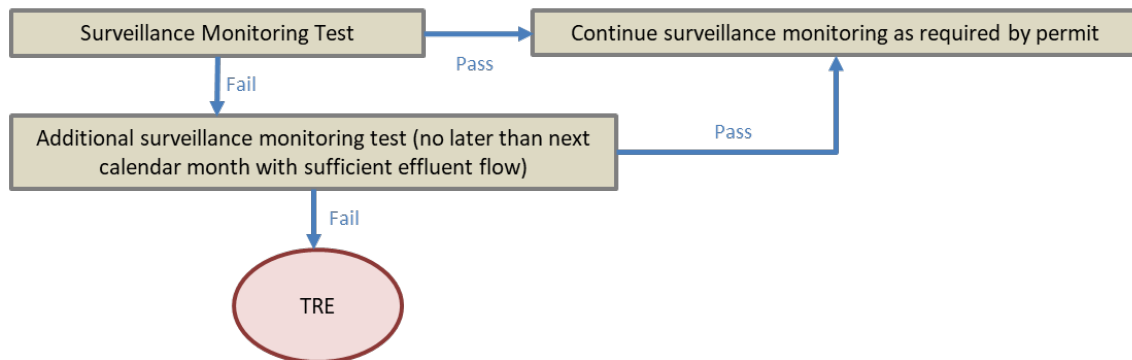 Surveillance Monitoring Test
Continue surveillance monitoring as required by permit
Pass
Fail
Additional surveillance monitoring test (no later than next
calendar month with sufficient effluent flow)
Pass
Fail
TRE